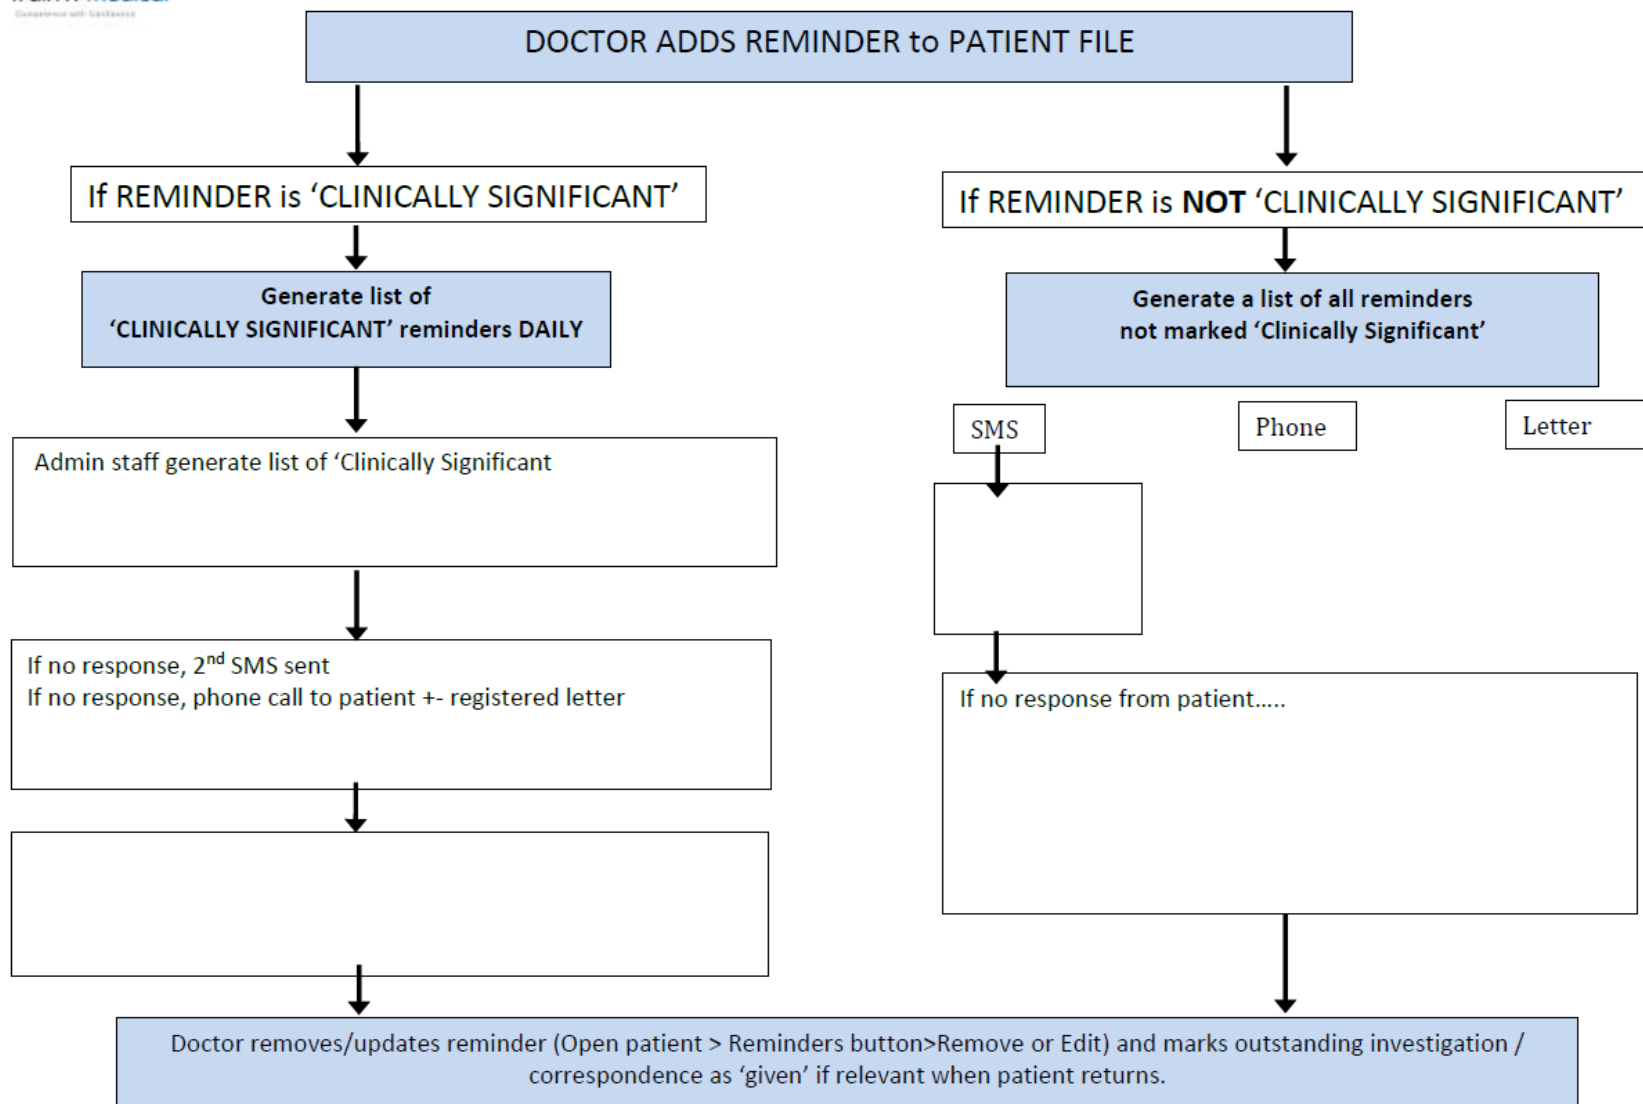 Medical
Competence with Confidence
DOCTOR ADDS REMINDER to PATIENT FILE
If REMINDER is ‘CLINICALLY SIGNIFICANT’
If REMINDER is NOT ‘CLINICALLY SIGNIFICANT’
Generate list of
‘CLINICALLY SIGNIFICANT’ reminders DAILY
Generate a list of all reminders
not marked ‘Clinically Significant’
SMS
Phone
Letter
Admin staff generate list of ‘Clinically Significant
If no response, 2nd SMS sent
If no response, phone call to patient +- registered letter
If no response from patient.....
Doctor removes/updates reminder (Open patient > Reminders button>Remove or Edit) and marks outstanding investigation /
correspondence as ‘given’ if relevant when patient returns.